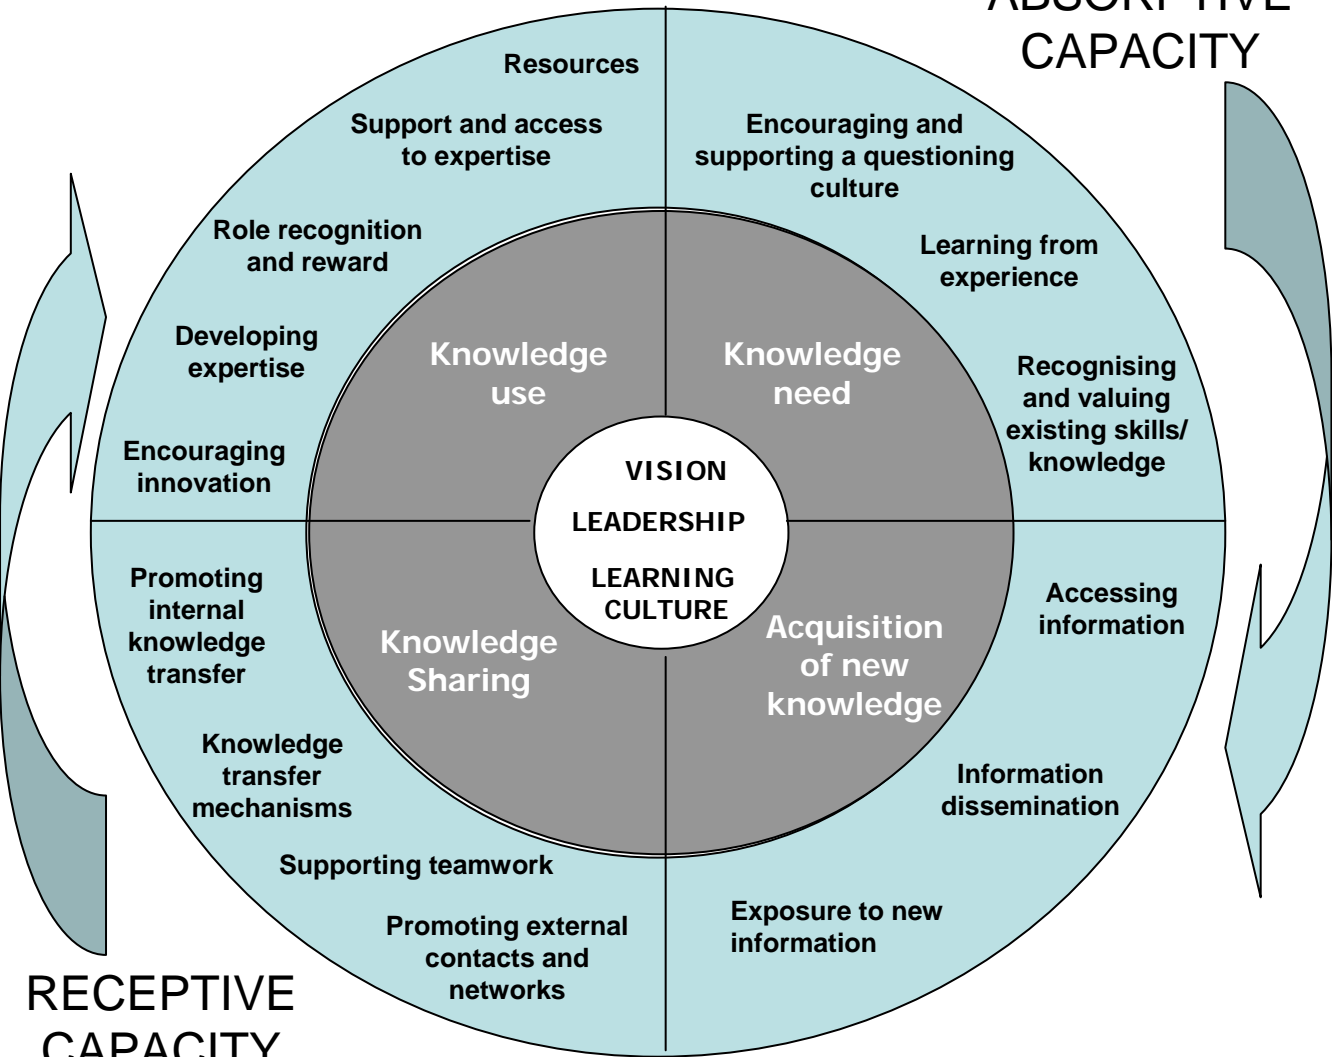 ABSORPTIVE
CAPACITY
Resources
Support and access
to expertise
Role recognition
and reward
Developing
expertise
Encouraging
innovation
Encouraging and
supporting a questioning
culture
Learning from
experience
Recognising
and valuing
existing skills/
knowledge
Knowledge
use
Knowledge
need
VISION
LEADERSHIP
LEARNING
CULTURE
Knowledge
Sharing
Acquisition
of new
knowledge
Promoting
internal
knowledge
transfer
Knowledge
transfer
mechanisms
Supporting teamwork
Promoting external
contacts and
networks
Accessing
information
Information
dissemination
Exposure to new
information
RECEPTIVE
CAPACITY